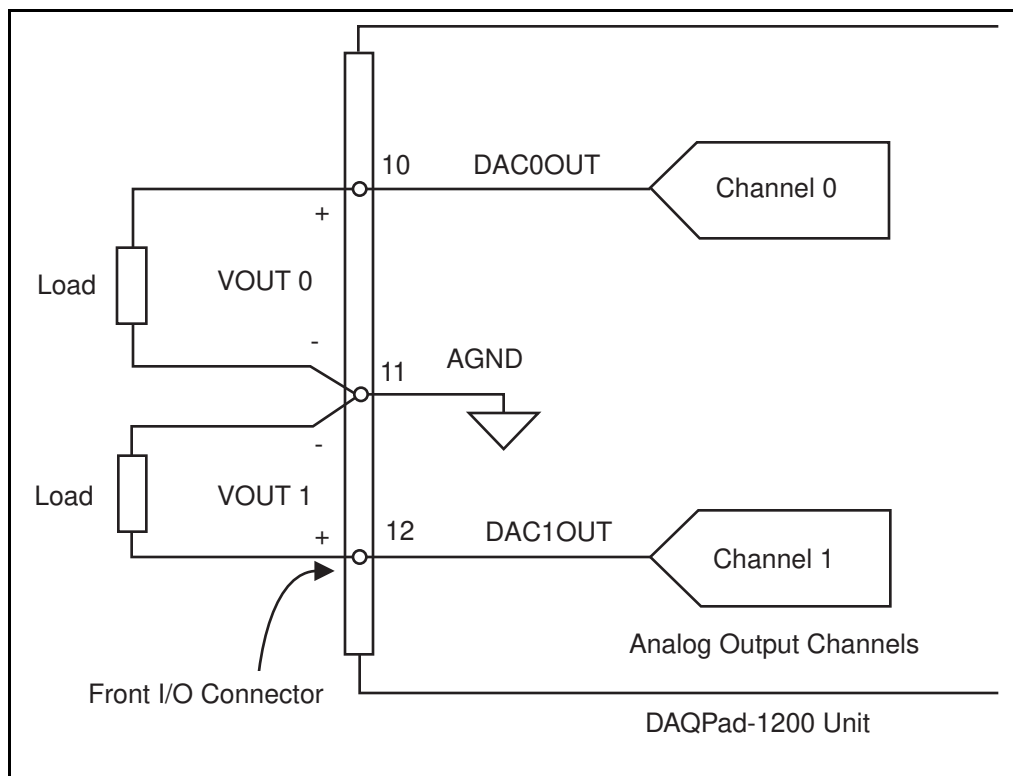 10
DAC0OUT
Channel 0
+
Load
VOUT 0
-
11
AGND
-
Load
VOUT 1
+
12
DAC1OUT
Channel 1
Analog Output Channels
Front I/O Connector
DAQPad-1200 Unit